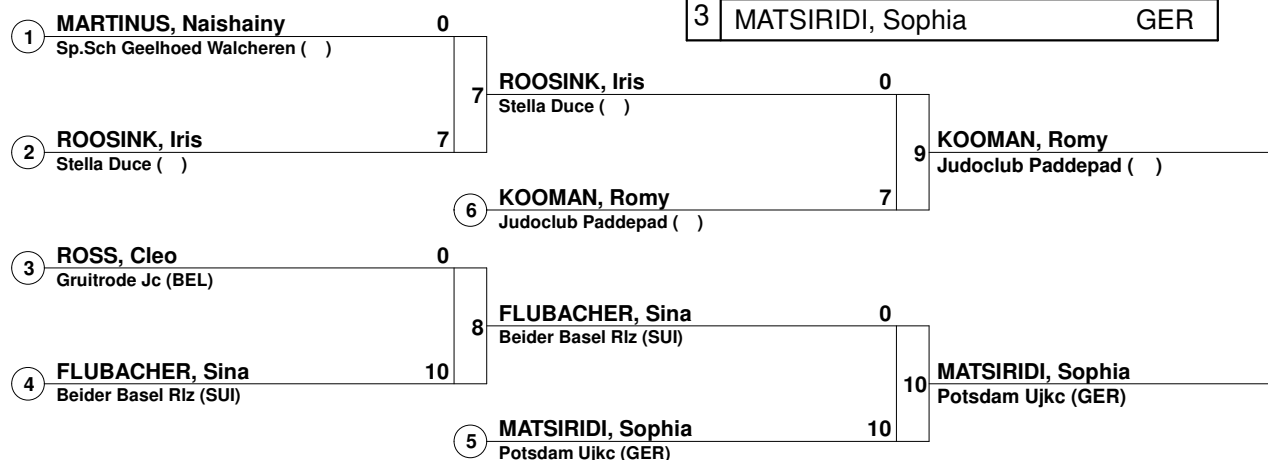 3 MATSIRIDI, Sophia GER
1 MARTINUS, Naishainy 0
Sp.Sch Geelhoed Walcheren ( )
7 ROOSINK, Iris 0
Stella Duce ( )
2 ROOSINK, Iris 7
Stella Duce ( )
9 KOOMAN, Romy
Judoclub Paddepad ( )
6 KOOMAN, Romy 7
Judoclub Paddepad ( )
3 ROSS, Cleo 0
Gruitrode Jc (BEL)
8 FLUBACHER, Sina 0
Beider Basel Rlz (SUI)
4 FLUBACHER, Sina 10
Beider Basel Rlz (SUI)
10 MATSIRIDI, Sophia
Potsdam Ujkc (GER)
5 MATSIRIDI, Sophia 10
Potsdam Ujkc (GER)